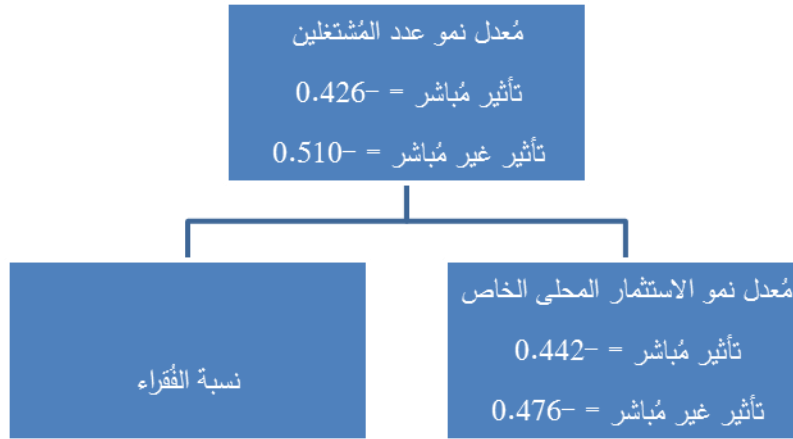 مُعدل نمو عدد المُشتغلين
تأثير مُباشر = −0.426
تأثير غير مُباشر = −0.510
مُعدل نمو الاستثمار المحلى الخاص
تأثير مُباشر = −0.442
تأثير غير مُباشر = −0.476
نسبة الفُقراء